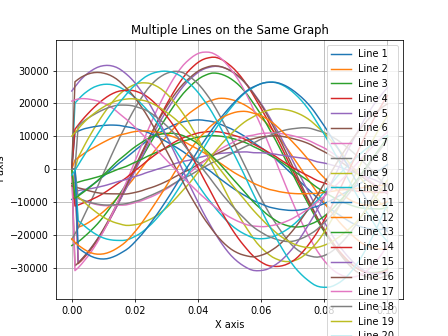 Multiple Lines on the Same Graph
30000
20000
10000
0
−10000
−20000
−30000
0.00
0.02
0.04
0.06
X axis
axis
Line 1
Line 2
Line 3
Line 4
Line 5
Line 6
Line 7
Line 8
Line 9
Line 10
Line 11
Line 12
Line 13
Line 14
Line 15
Line 16
Line 17
Line 18
Line 19
Line 20